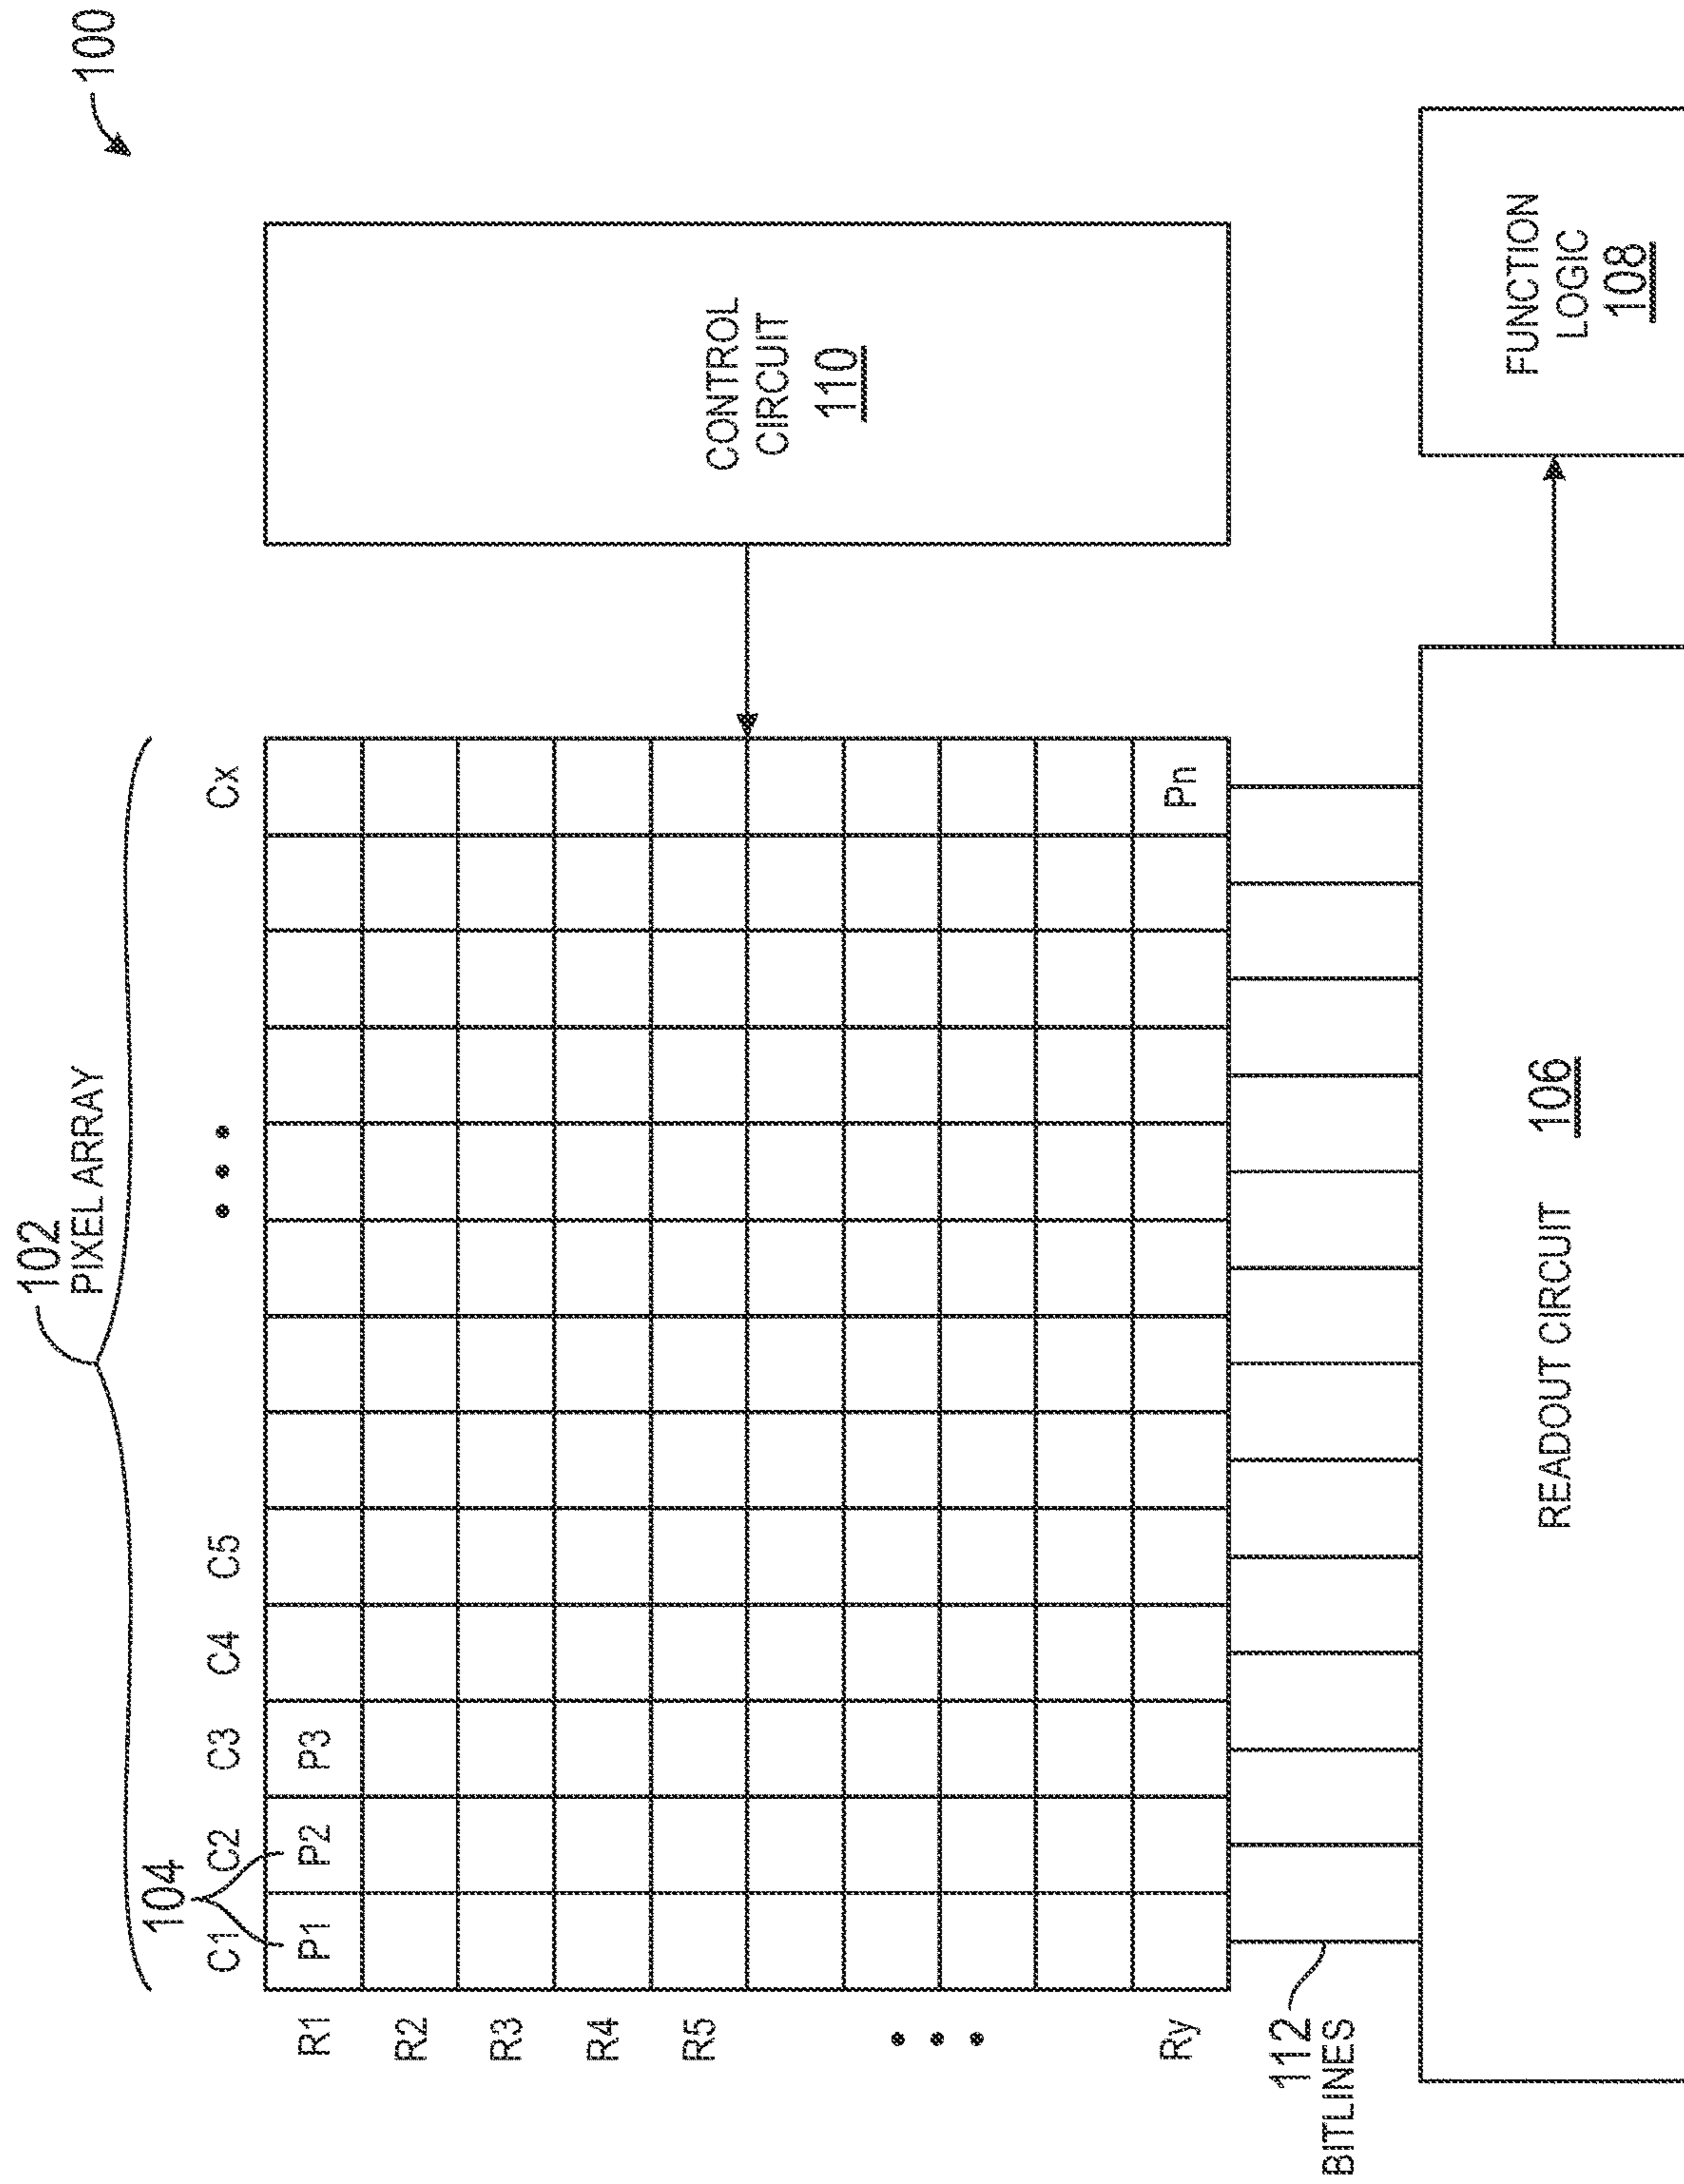 100
102
PIXEL ARRAY
104
C1 C2 C3 C4 C5 • • • Cx
R1 P1 P2 P3
R2
R3
R4
R5
• • •
Ry Pn
CONTROL
CIRCUIT
110
112
BITLINES
READOUT CIRCUIT 106
FUNCTION
LOGIC
108